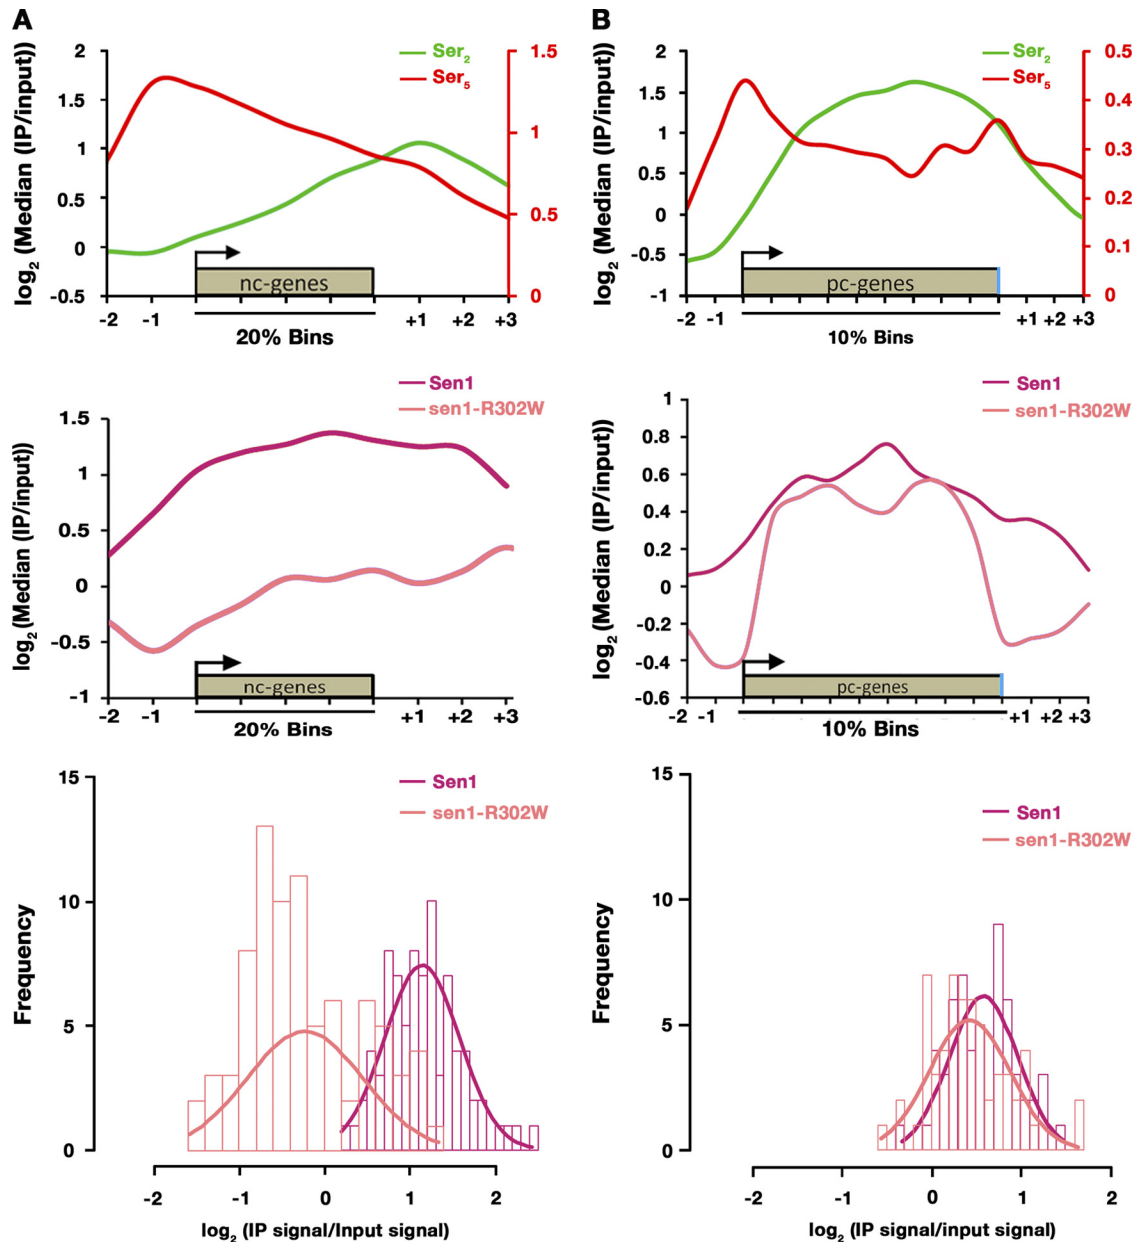 A
log2 (Median (IP/input))
2
1.5
1
0.5
0
-0.5
Ser2
Ser5
1.5
1
0.5
0
nc-genes
-2
-1
+1
+2
+3
20% Bins
B
log2 (Median (IP/input))
2
1.5
1
0.5
0
-0.5
-1
Ser2
Ser5
0.5
0.4
0.3
0.2
0.1
0
pc-genes
-2
-1
+1
+2
+3
10% Bins
log2(Median (IP/input))
1.5
1
0.5
0
-0.5
-1
Sen1
sen1-R302W
nc-genes
-2
-1
+1
+2
+3
20% Bins
log2 (Median (IP/input))
1
0.8
0.6
0.4
0.2
0
-0.2
-0.4
-0.6
Sen1
sen1-R302W
pc-genes
-2
-1
+1
+2
+3
10% Bins
Frequency
15
10
5
0
Sen1
sen1-R302W
-2
-1
0
1
2
log2 (IP signal/Input signal)
Frequency
15
10
5
0
Sen1
sen1-R302W
-2
-1
0
1
2
log2 (IP signal/input signal)